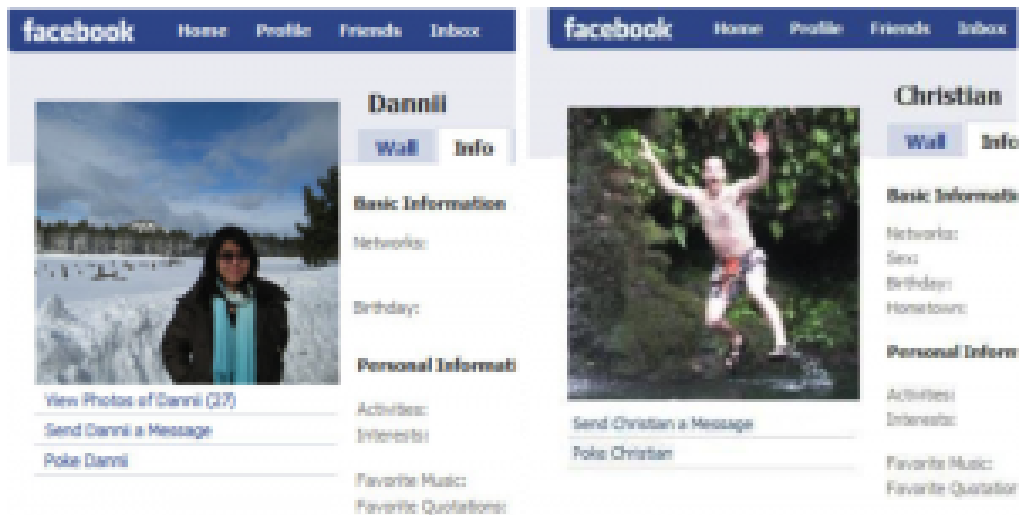 facebook Home Profile Friends Inbox
Dannii
Wall Info
Basic Information
Networks:
Birthday:
Personal Informati
Activities:
Interests:
Favorite Music:
Favorite Quotations:
View Photos of Dannii (27)
Send Dannii a Message
Poke Dannii
facebook Home Profile Friends Inbox
Christian
Wall Info
Basic Informatio
Networks:
Sex:
Birthday:
Hometown:
Personal Inform
Activities:
Interests:
Favorite Music:
Favorite Quotation
Send Christian a Message
Poke Christian